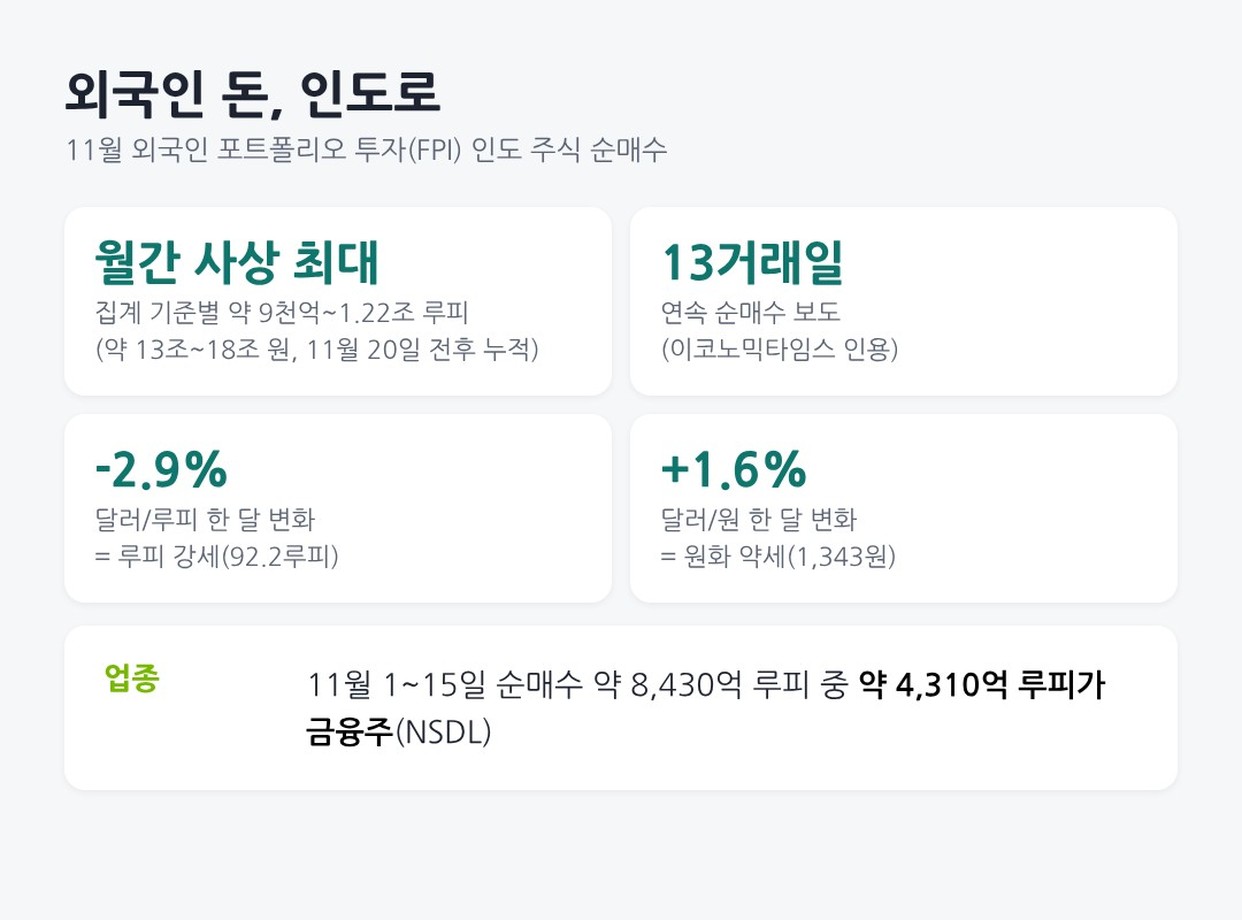 외국인 돈, 인도로
11월 외국인 포트폴리오 투자(FPI) 인도 주식 순매수
월간 사상 최대
집계 기준별 약 9천억~1.22조 루피
(약 13조~18조 원, 11월 20일 전후 누적)
13거래일
연속 순매수 보도
(이코노믹타임스 인용)
-2.9%
달러/루피 한 달 변화
= 루피 강세(92.2루피)
+1.6%
달러/원 한 달 변화
= 원화 약세(1,343원)
업종
11월 1~15일 순매수 약 8,430억 루피 중 약 4,310억 루피가
금융주(NSDL)